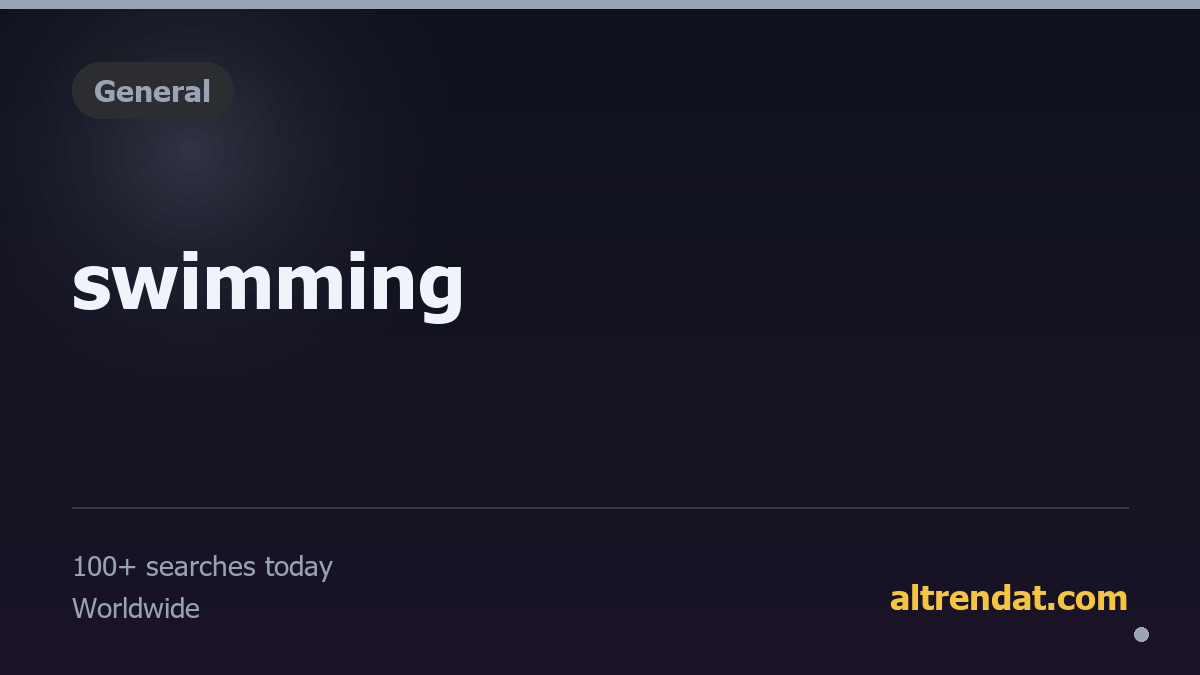 General
swimming
100+ searches today
Worldwide
altrendat.com